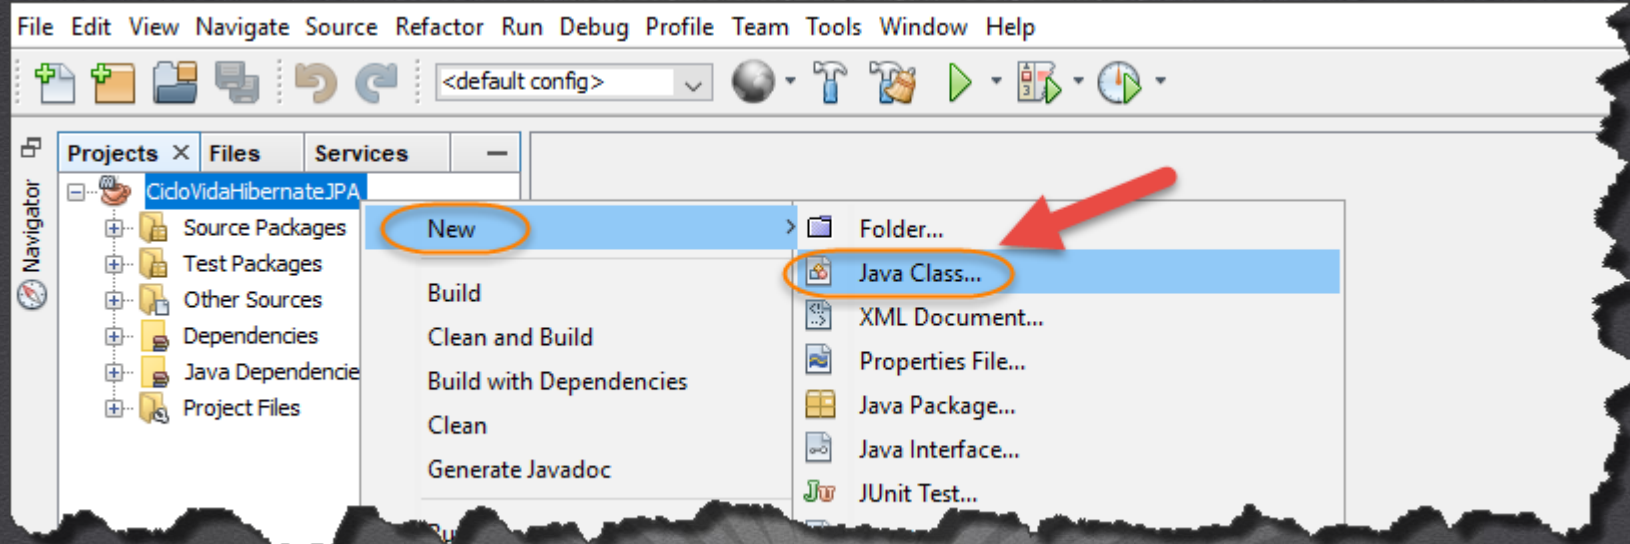 File Edit View Navigate Source Refactor Run Debug Profile Team Tools Window Help
<default config>
Projects Files Services
Navigator
CicloVidaHibernateJPA
Source Packages
Test Packages
Other Sources
Dependencies
Java Dependencie
Project Files
New
Build
Clean and Build
Build with Dependencies
Clean
Generate Javadoc
Folder...
Java Class...
XML Document...
Properties File...
Java Package...
Java Interface...
JUnit Test...